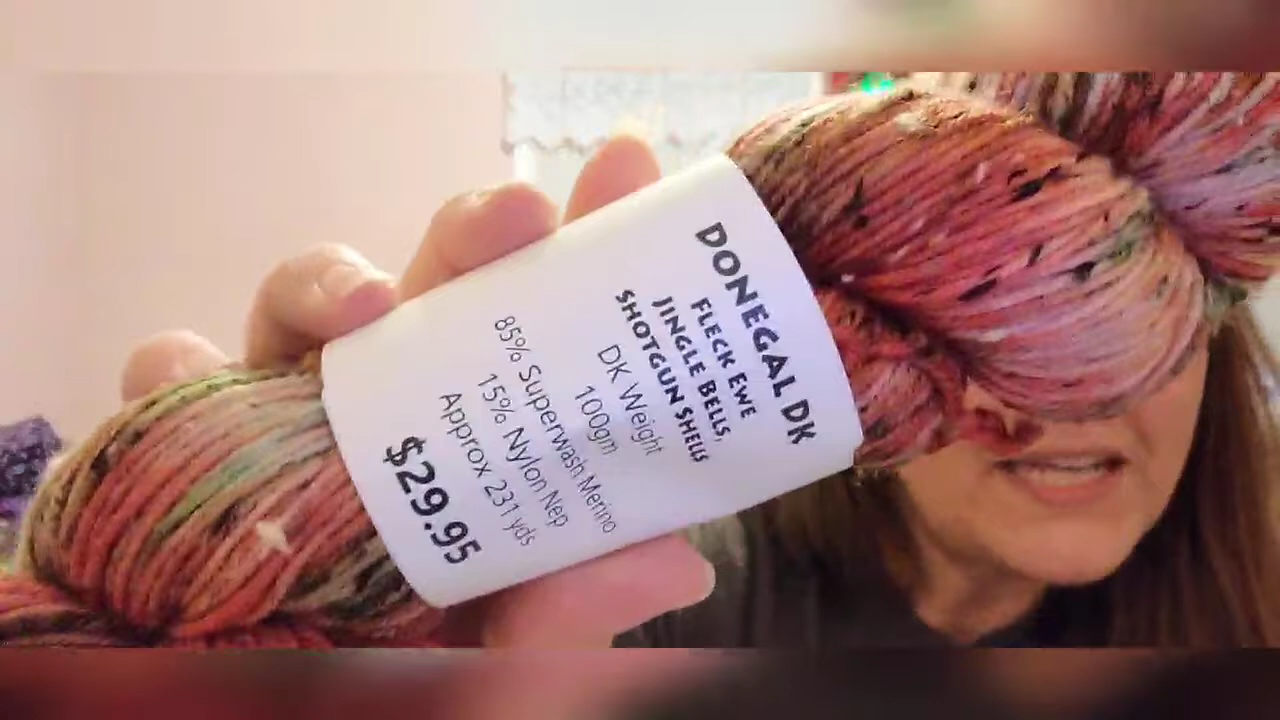 DONEGAL DK
FLECK EWE
JINGLE BELLS,
SHOTGUN SHELLS
DK Weight
100gm
85% Superwash Merino
15% Nylon Nep
Approx 231 yds
$29.95